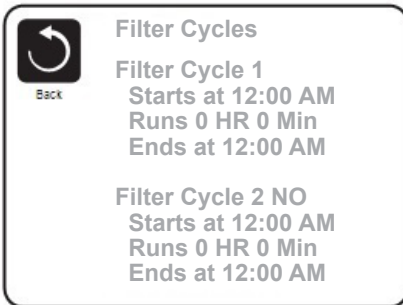 Filter Cycles
Back
Filter Cycle 1
Starts at 12:00 AM
Runs 0 HR 0 Min
Ends at 12:00 AM
Filter Cycle 2 NO
Starts at 12:00 AM
Runs 0 HR 0 Min
Ends at 12:00 AM